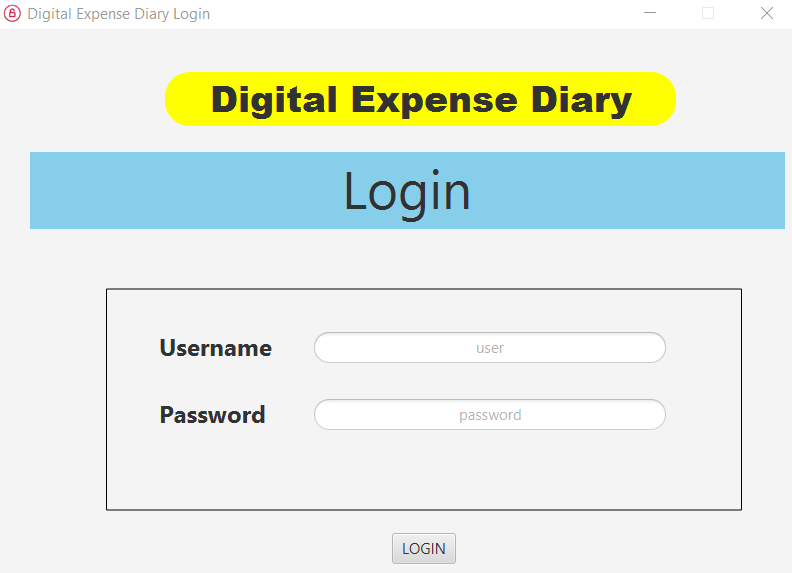 Digital Expense Diary Login
Digital Expense Diary
Login
Username
user
Password
password
LOGIN